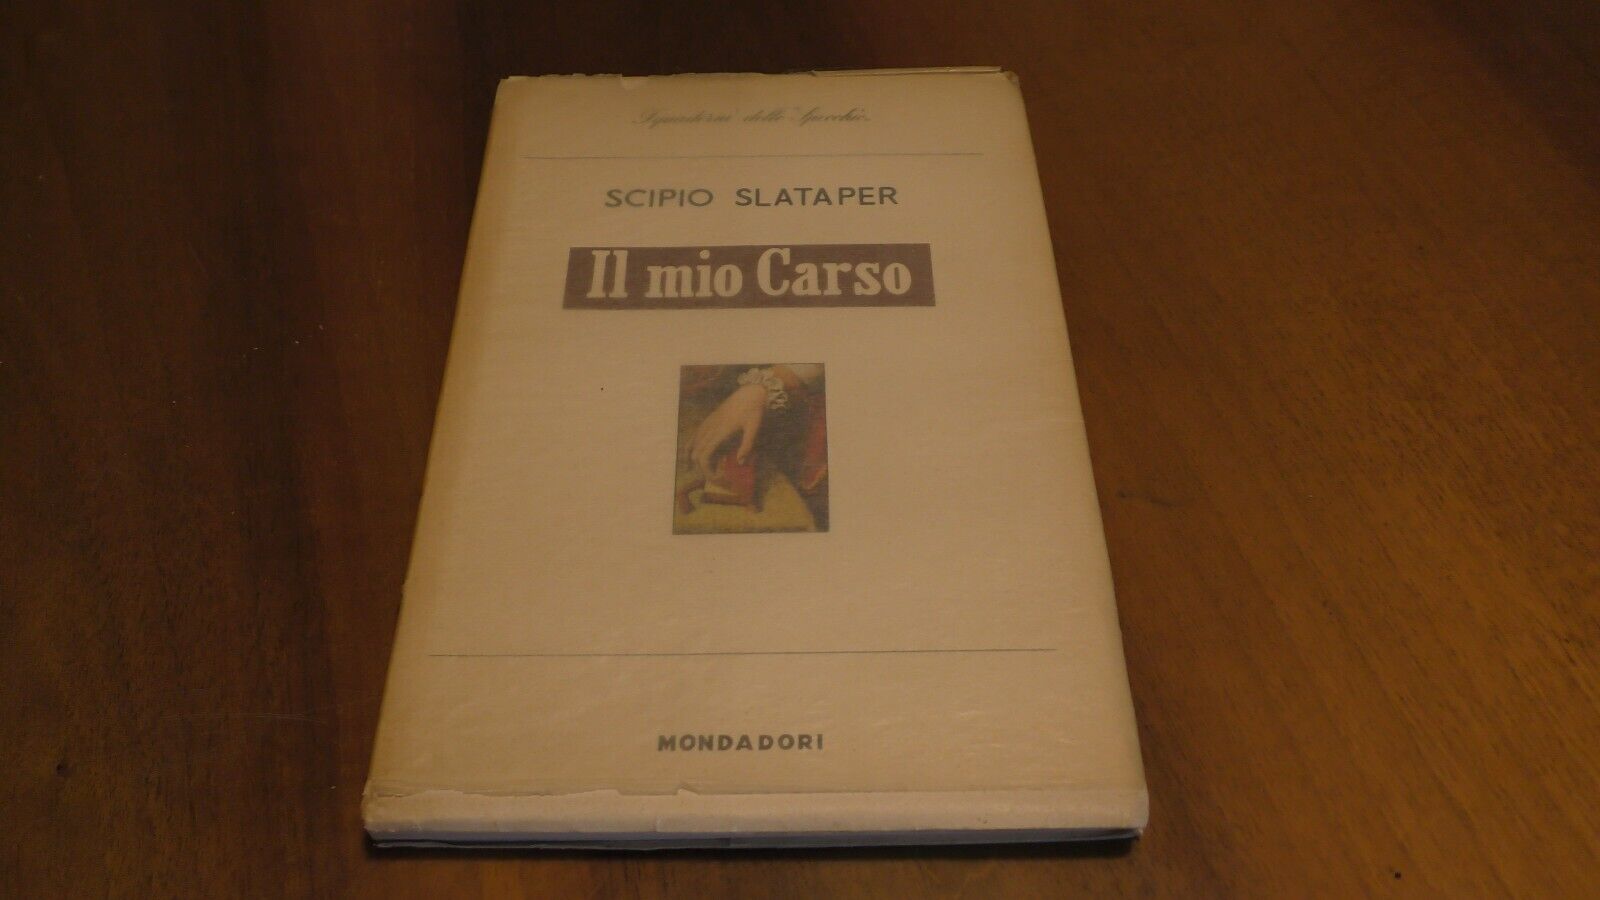 I quaderni dello "Specchio"
SCIPIO SLATAPER
Il mio Carso
MONDADORI